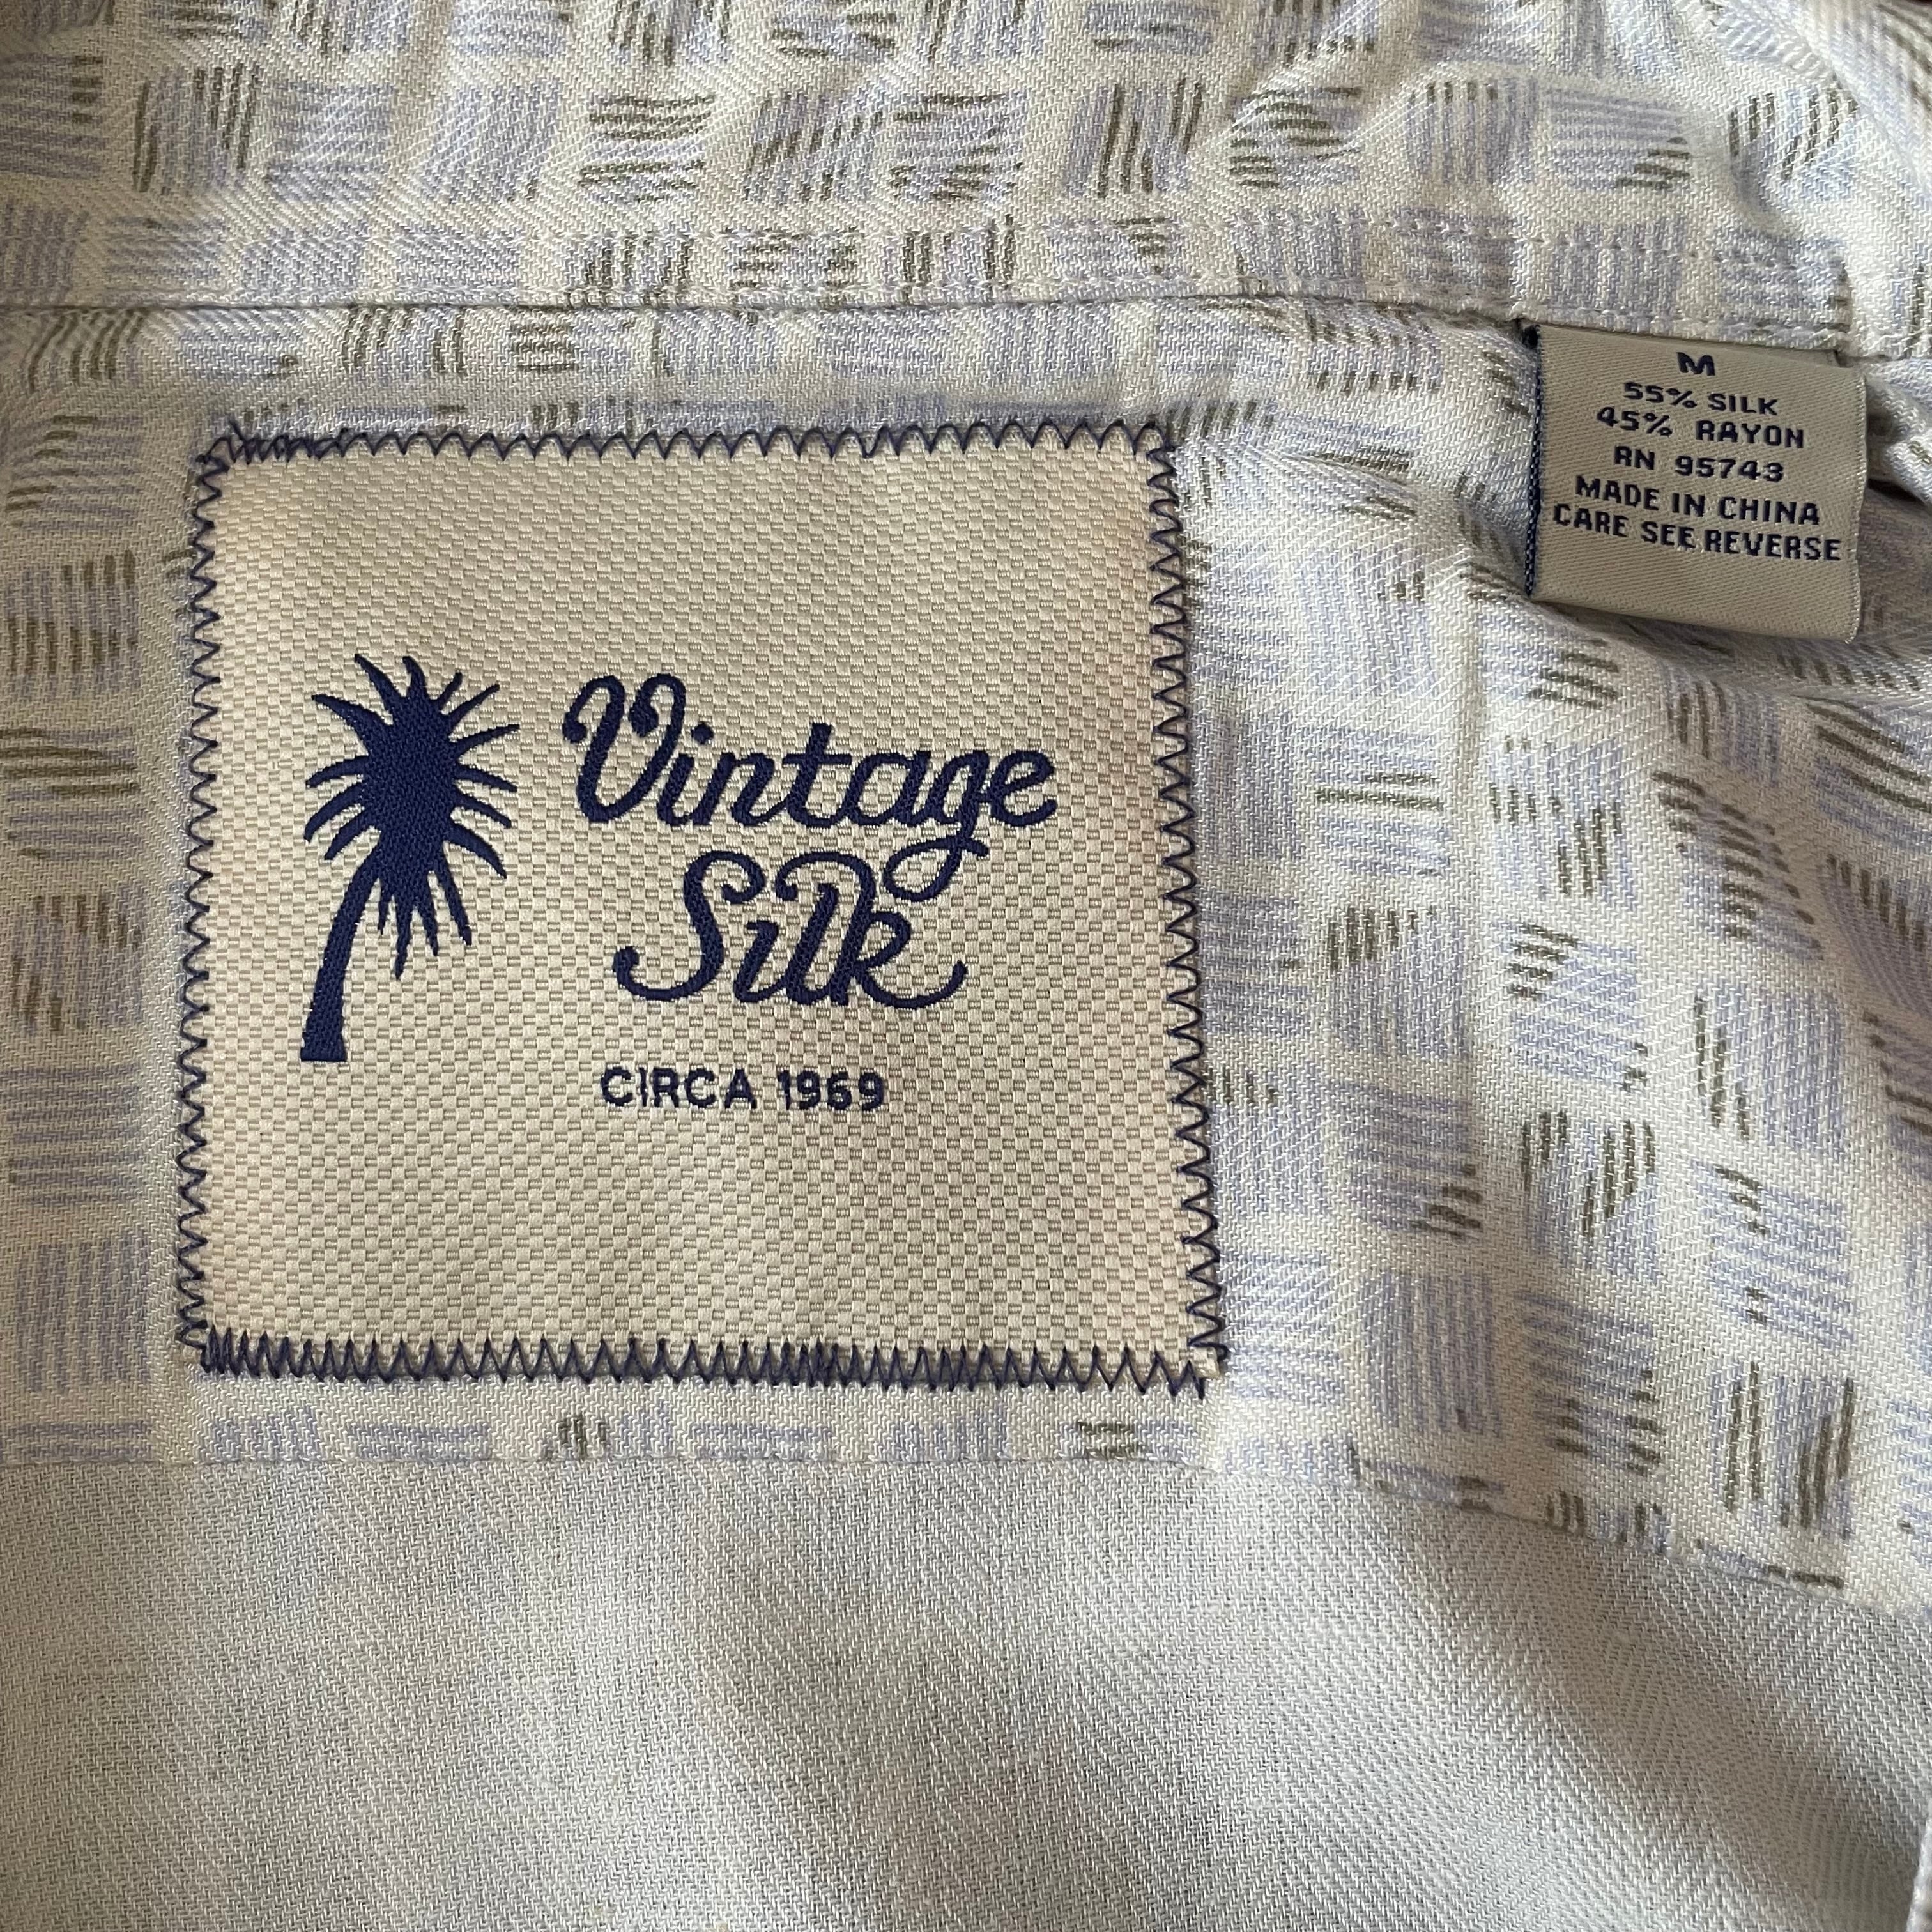 Vintage
Silk
CIRCA 1969
M
55% SILK
45% RAYON
RN 95743
MADE IN CHINA
CARE SEE REVERSE